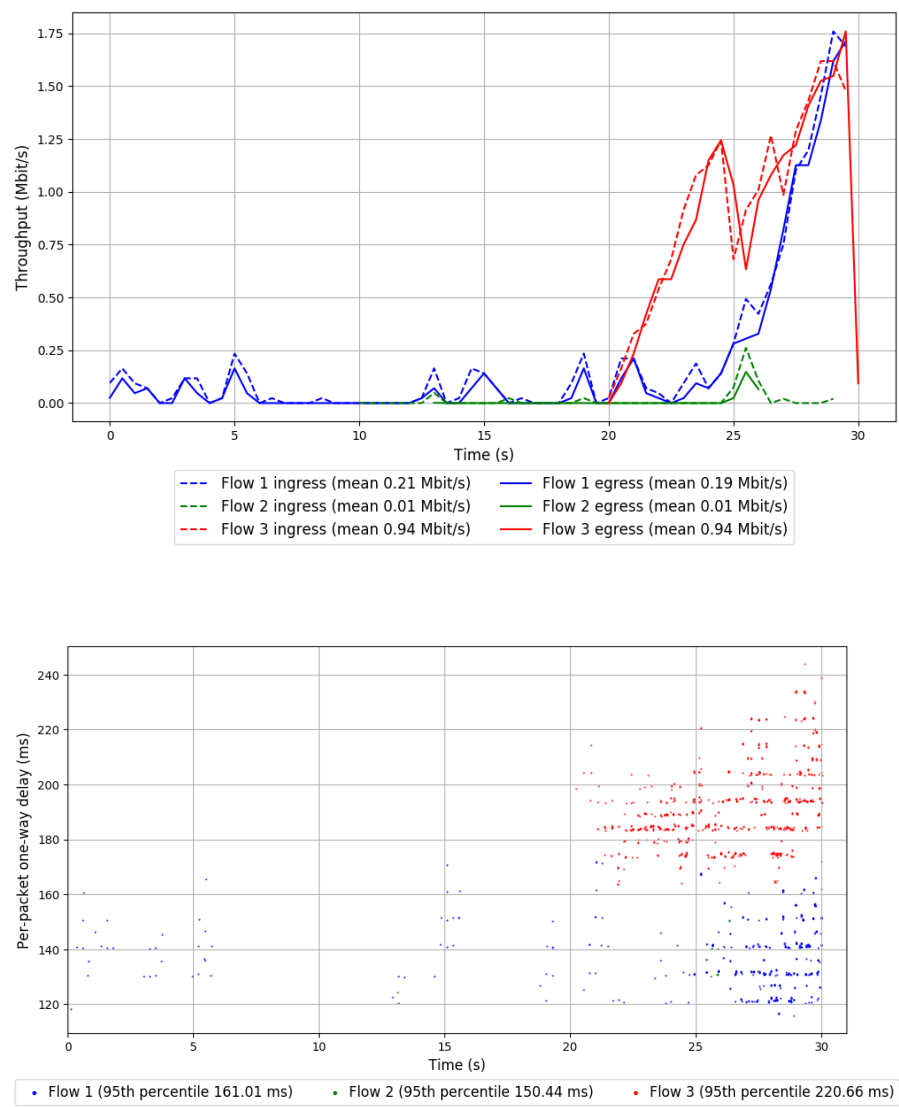 1.75
1.50
1.25
1.00
0.75
0.50
0.25
0.00
Throughput (Mbit/s)
0 5 10 15 20 25 30
Time (s)
Flow 1 ingress (mean 0.21 Mbit/s) Flow 1 egress (mean 0.19 Mbit/s)
Flow 2 ingress (mean 0.01 Mbit/s) Flow 2 egress (mean 0.01 Mbit/s)
Flow 3 ingress (mean 0.94 Mbit/s) Flow 3 egress (mean 0.94 Mbit/s)
240
220
200
180
160
140
120
Per-packet one-way delay (ms)
0 5 10 15 20 25 30
Time (s)
Flow 1 (95th percentile 161.01 ms) Flow 2 (95th percentile 150.44 ms) Flow 3 (95th percentile 220.66 ms)